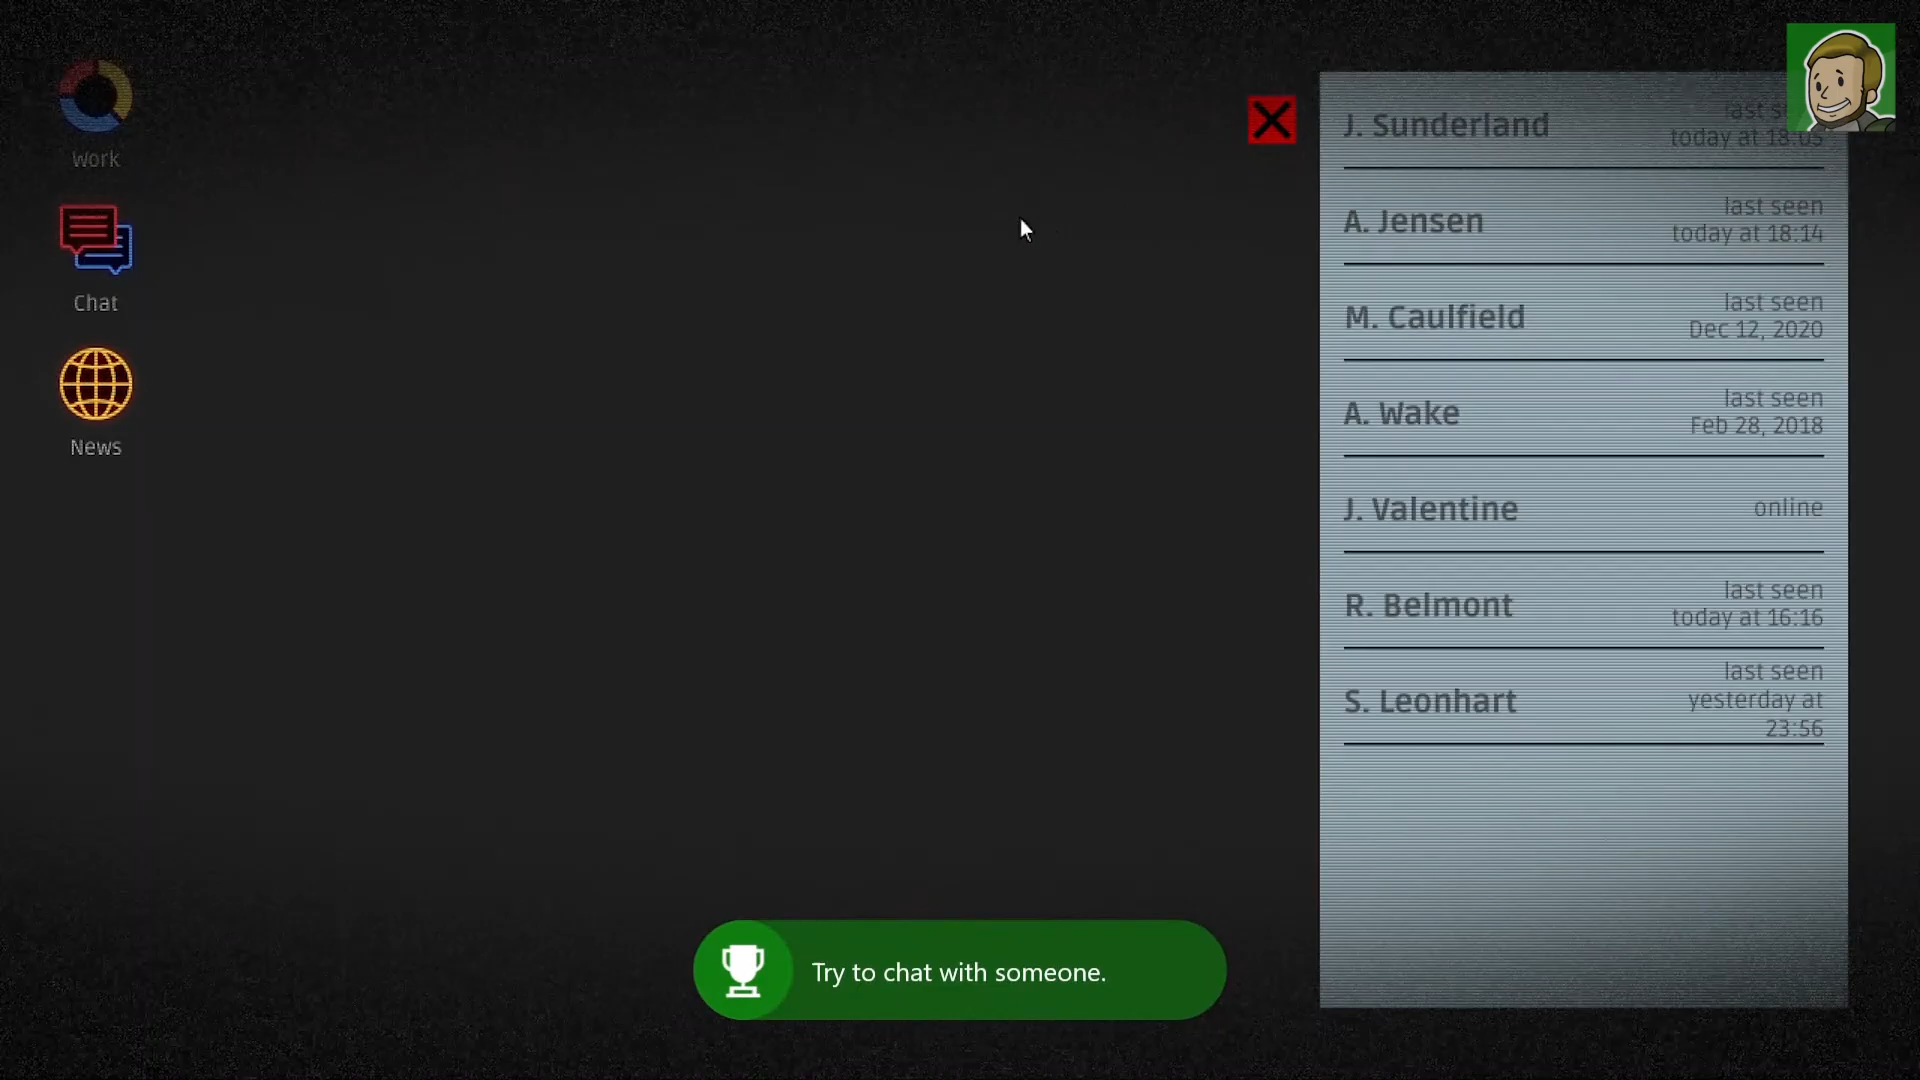 Work
Chat
News
J. Sunderland
last
today at 18:05
A. Jensen
last seen
today at 18:14
M. Caulfield
last seen
Dec 12, 2020
A. Wake
last seen
Feb 28, 2018
J. Valentine
online
R. Belmont
last seen
today at 16:16
S. Leonhart
last seen
yesterday at
23:56
Try to chat with someone.